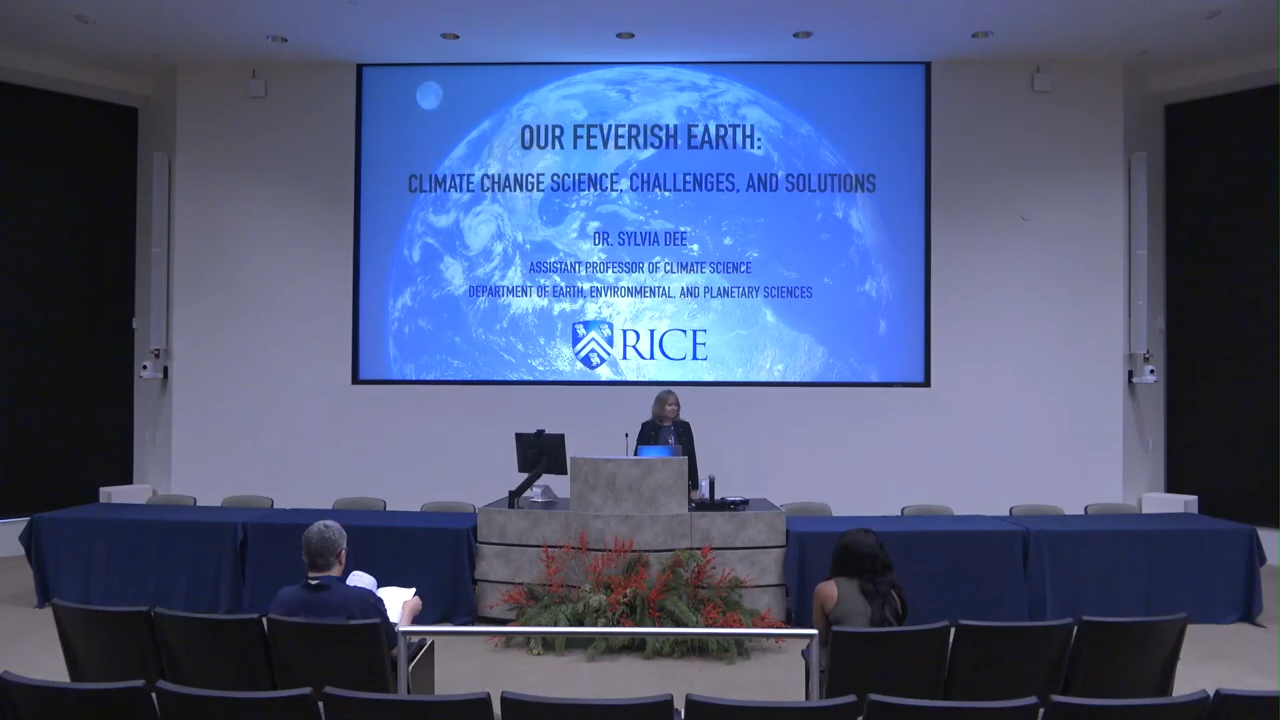 OUR FEVERISH EARTH:
CLIMATE CHANGE SCIENCE, CHALLENGES, AND SOLUTIONS
DR. SYLVIA DEE
ASSISTANT PROFESSOR OF CLIMATE SCIENCE
DEPARTMENT OF EARTH, ENVIRONMENTAL, AND PLANETARY SCIENCES
RICE